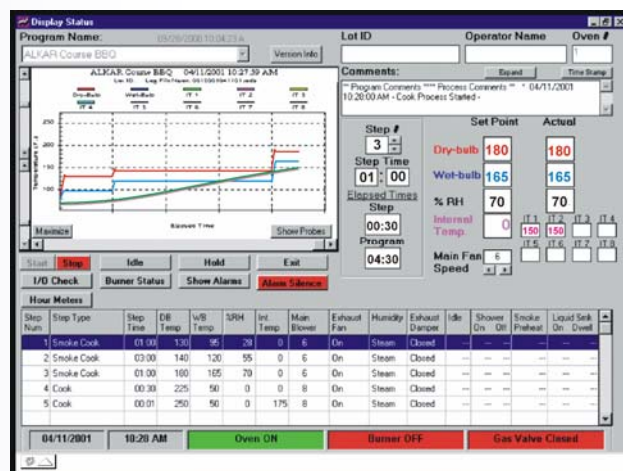 Display Status
Program Name:
09/28/2000 10:04:23 A
Lot ID
Operator Name
Oven #
ALKAR Course BBQ
Version Info
1
ALKAR Course BBQ 04/11/2001 10:27:39 AM
Comments:
Expand
Time Stamp
** Program Comments **** Process Comments ** * 04/11/2001
10:28:00 AM - Cook Process Started -
Dry-Bulb Wet-Bulb IT 1 IT 2 IT 3
IT 4 IT 5 IT 6 IT 7 IT 8
250
200
150
100
Elapsed Time
Maximize
Show Probes
Step #
3
Step Time
01 : 00
Elapsed Times
Step
00:30
Program
04:30
Set Point Actual
Dry-bulb 180 180
Wet-bulb 165 165
% RH 70 70
Internal Temp. 0
IT 1 IT 2 IT 3 IT 4
150 150
IT 5 IT 6 IT 7 IT 8
Main Fan Speed 6
Start Stop Idle Hold Exit
I/O Check Burner Status Show Alarms Alarm Silence
Hour Meters
Step Num Step Type Step Time DB Temp WB Temp %RH Int. Temp Main Blower Exhaust Fan Humidity Exhaust Damper Idle Shower On Off Smoke Preheat Liquid Smk On Dwell
1 Smoke Cook 01:00 130 95 28 0 6 On Steam Closed -- -- -- -- -- --
2 Smoke Cook 03:00 140 120 55 0 6 On Steam Closed -- -- -- -- -- --
3 Smoke Cook 01:00 180 165 70 0 6 On Steam Closed -- -- -- -- -- --
4 Cook 00:30 225 50 0 0 8 On Steam Closed -- -- -- -- -- --
5 Cook 00:01 250 50 0 175 8 On Steam Closed -- -- -- -- -- --
04/11/2001 10:28 AM Oven ON Burner OFF Gas Valve Closed